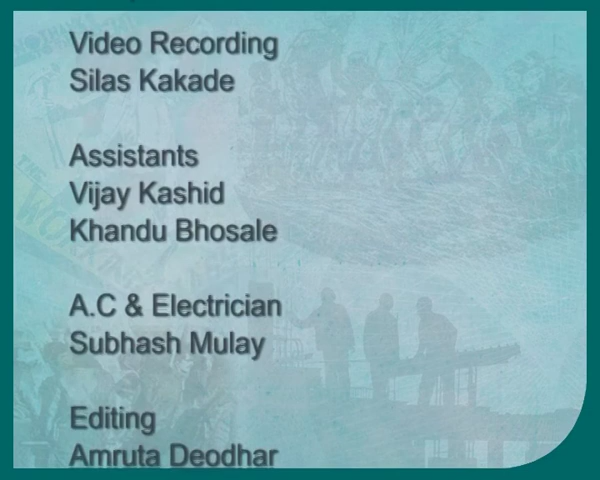 Video Recording
Silas Kakade
Assistants
Vijay Kashid
Khandu Bhosale
A.C & Electrician
Subhash Mulay
Editing
Amruta Deodhar